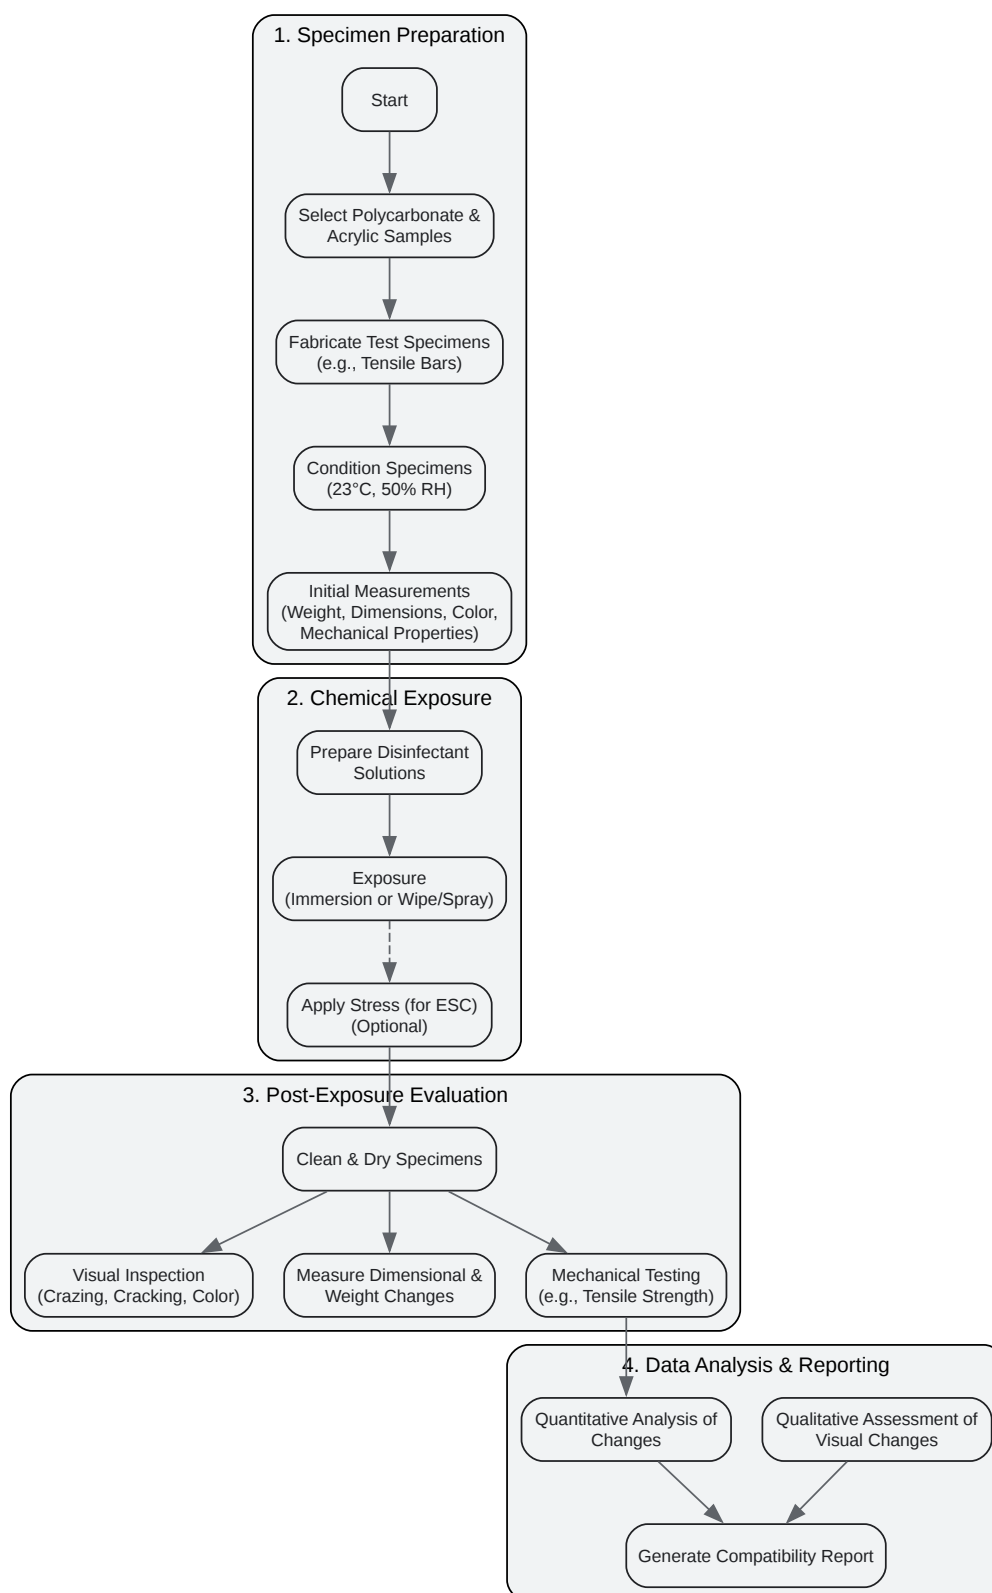 1. Specimen Preparation
Start
Select Polycarbonate &
Acrylic Samples
Fabricate Test Specimens
(e.g., Tensile Bars)
Condition Specimens
(23°C, 50% RH)
Initial Measurements
(Weight, Dimensions, Color,
Mechanical Properties)
2. Chemical Exposure
Prepare Disinfectant
Solutions
Exposure
(Immersion or Wipe/Spray)
Apply Stress (for ESC)
(Optional)
3. Post-Exposure Evaluation
Clean & Dry Specimens
Visual Inspection
(Crazing, Cracking, Color)
Measure Dimensional &
Weight Changes
Mechanical Testing
(e.g., Tensile Strength)
4. Data Analysis & Reporting
Quantitative Analysis of
Changes
Qualitative Assessment of
Visual Changes
Generate Compatibility Report